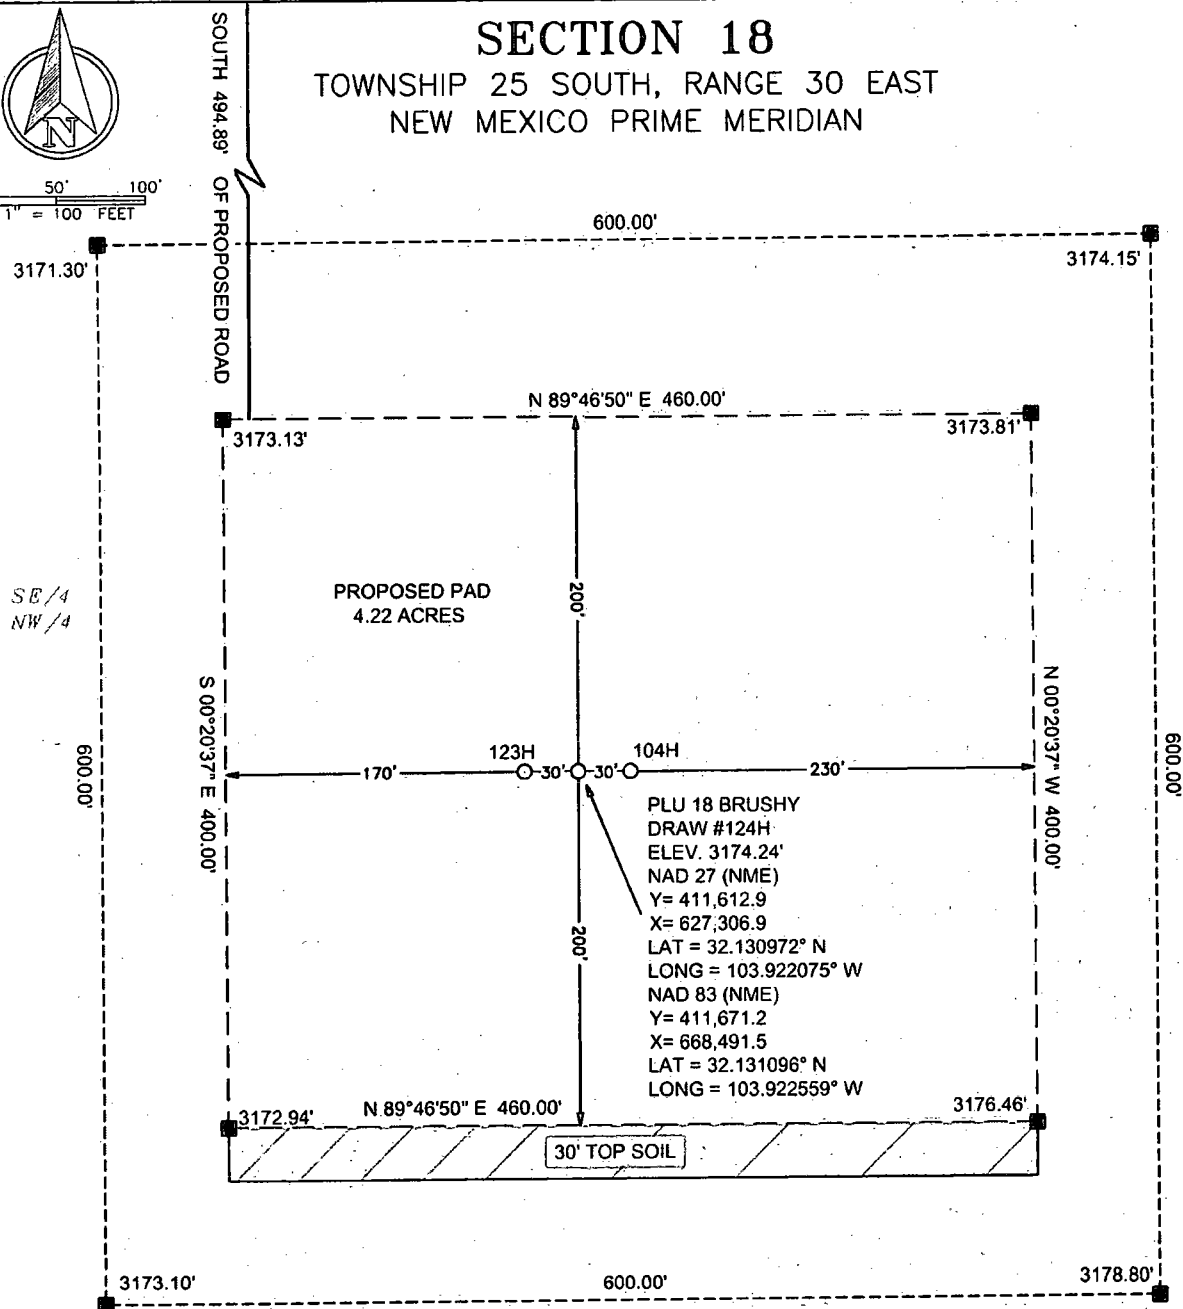 SECTION 18
TOWNSHIP 25 SOUTH, RANGE 30 EAST
NEW MEXICO PRIME MERIDIAN
N
50' 100'
1" = 100 FEET
SOUTH 494.89' OF PROPOSED ROAD
600.00'
3171.30'
3174.15'
N 89°46'50" E 460.00'
3173.13'
3173.81'
SE/4
NW/4
PROPOSED PAD
4.22 ACRES
200'
S 00°20'37" E 400.00'
N 00°20'37" W 400.00'
600.00'
600.00'
123H
104H
170'
30'
30'
230'
PLU 18 BRUSHY
DRAW #124H
ELEV. 3174.24'
NAD 27 (NME)
Y= 411,612.9
X= 627,306.9
LAT = 32.130972° N
LONG = 103.922075° W
NAD 83 (NME)
Y= 411,671.2
X= 668,491.5
LAT = 32.131096° N
LONG = 103.922559° W
200'
3172.94'
N 89°46'50" E 460.00'
3176.46'
30' TOP SOIL
3173.10'
600.00'
3178.80'